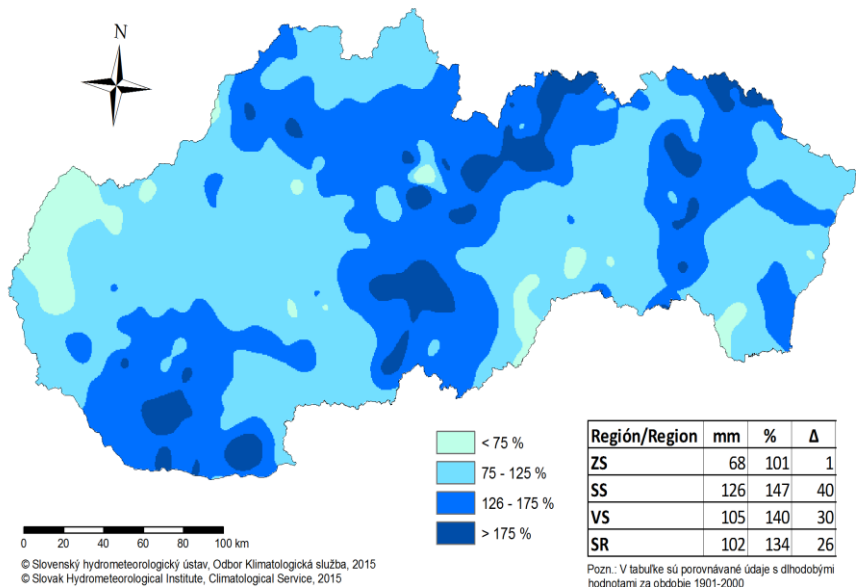 N
< 75 %
75 - 125 %
126 - 175 %
> 175 %
0 20 40 60 80 100 km
Región/Region mm % Δ
ZS 68 101 1
SS 126 147 40
VS 105 140 30
SR 102 134 26
© Slovenský hydrometeorologický ústav, Odbor Klimatologická služba, 2015
© Slovak Hydrometeorological Institute, Climatological Service, 2015
Pozn.: V tabuľke sú porovnávané údaje s dlhodobými
hodnotami za obdobie 1901-2000